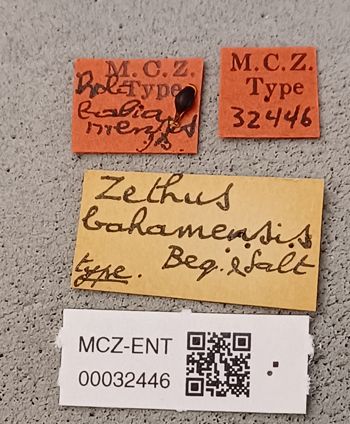 M.C.Z.
Type
M.C.Z.
Type
32446
Zethus
bahamensis
Beq. & Salt
type.
MCZ-ENT
00032446